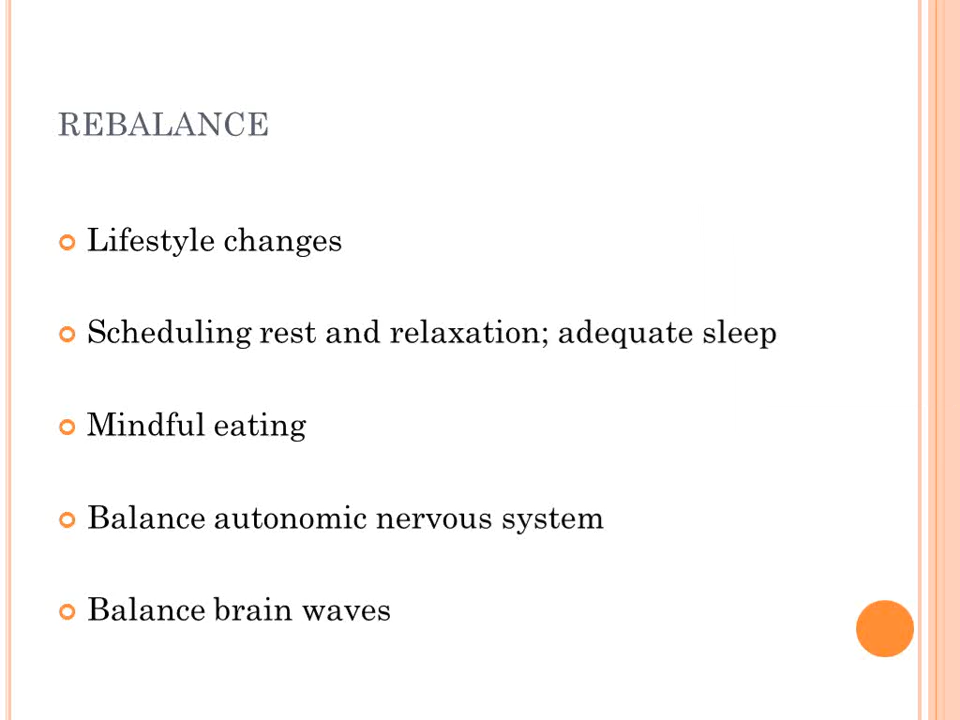 REBALANCE
Lifestyle changes
Scheduling rest and relaxation; adequate sleep
Mindful eating
Balance autonomic nervous system
Balance brain waves